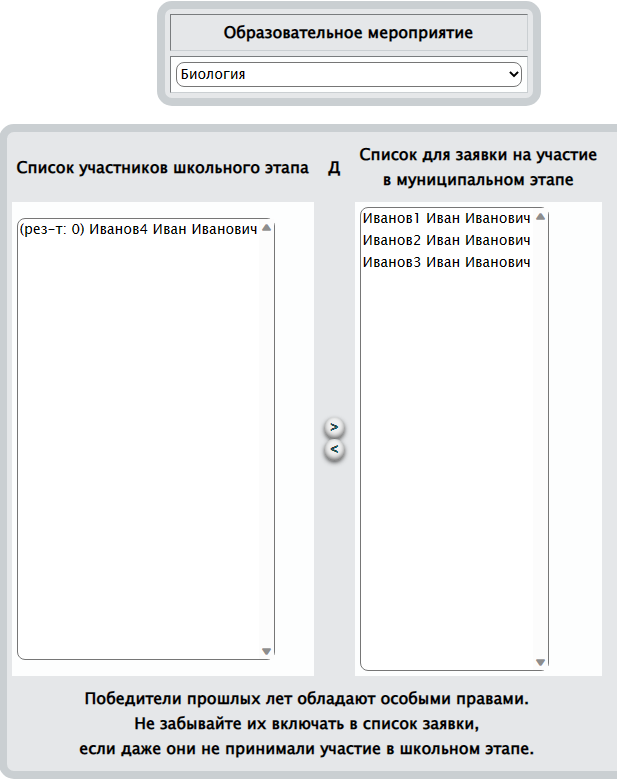 Образовательное мероприятие
Биология
Список участников школьного этапа
Д
Список для заявки на участие
в муниципальном этапе
(рез-т: 0) Иванов4 Иван Иванович
Иванов1 Иван Иванович
Иванов2 Иван Иванович
Иванов3 Иван Иванович
>
<
Победители прошлых лет обладают особыми правами.
Не забывайте их включать в список заявки,
если даже они не принимали участие в школьном этапе.